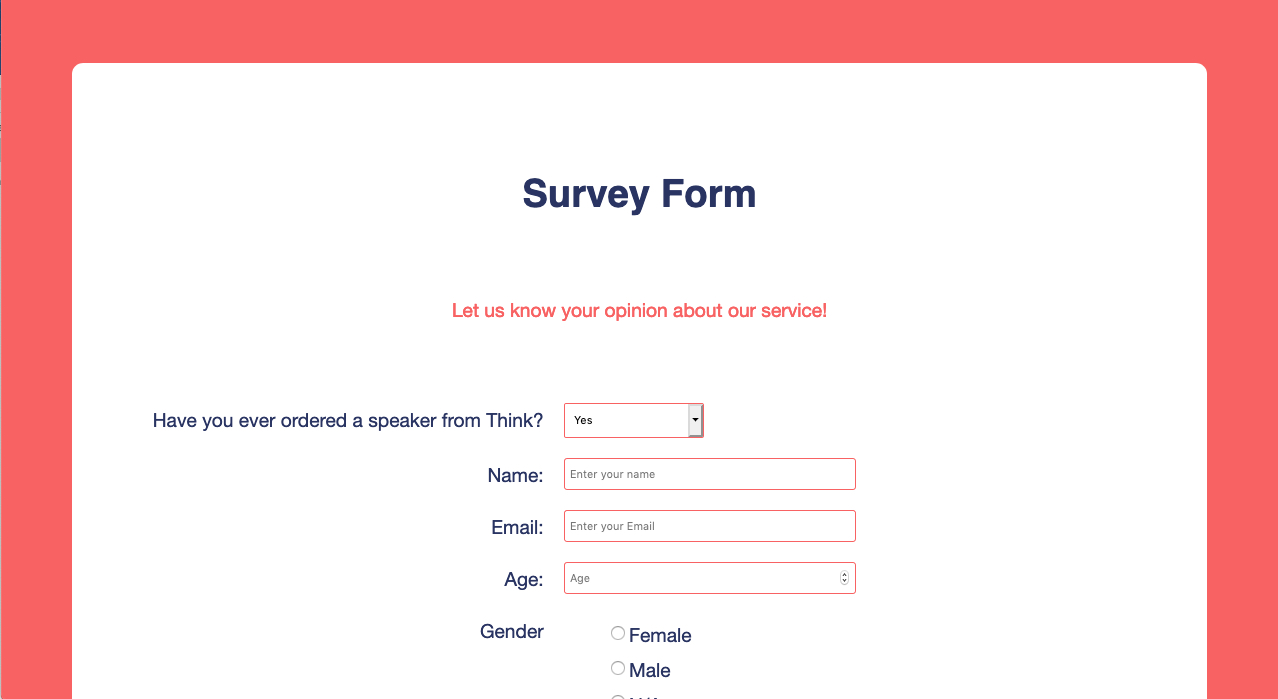 Survey Form
Let us know your opinion about our service!
Have you ever ordered a speaker from Think? Yes
Name: Enter your name
Email: Enter your Email
Age: Age
Gender Female
Male